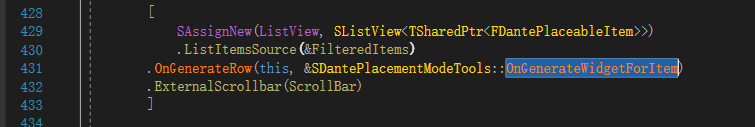 428 [
429 SAssignNew(ListView, SListView<TSharedPtr<FDantePlaceableItem>>)
430 .ListItemsSource(&FilteredItems)
431 .OnGenerateRow(this, &SDantePlacementModeTools::OnGenerateWidgetForItem)
432 .ExternalScrollbar(ScrollBar)
433 ]
434